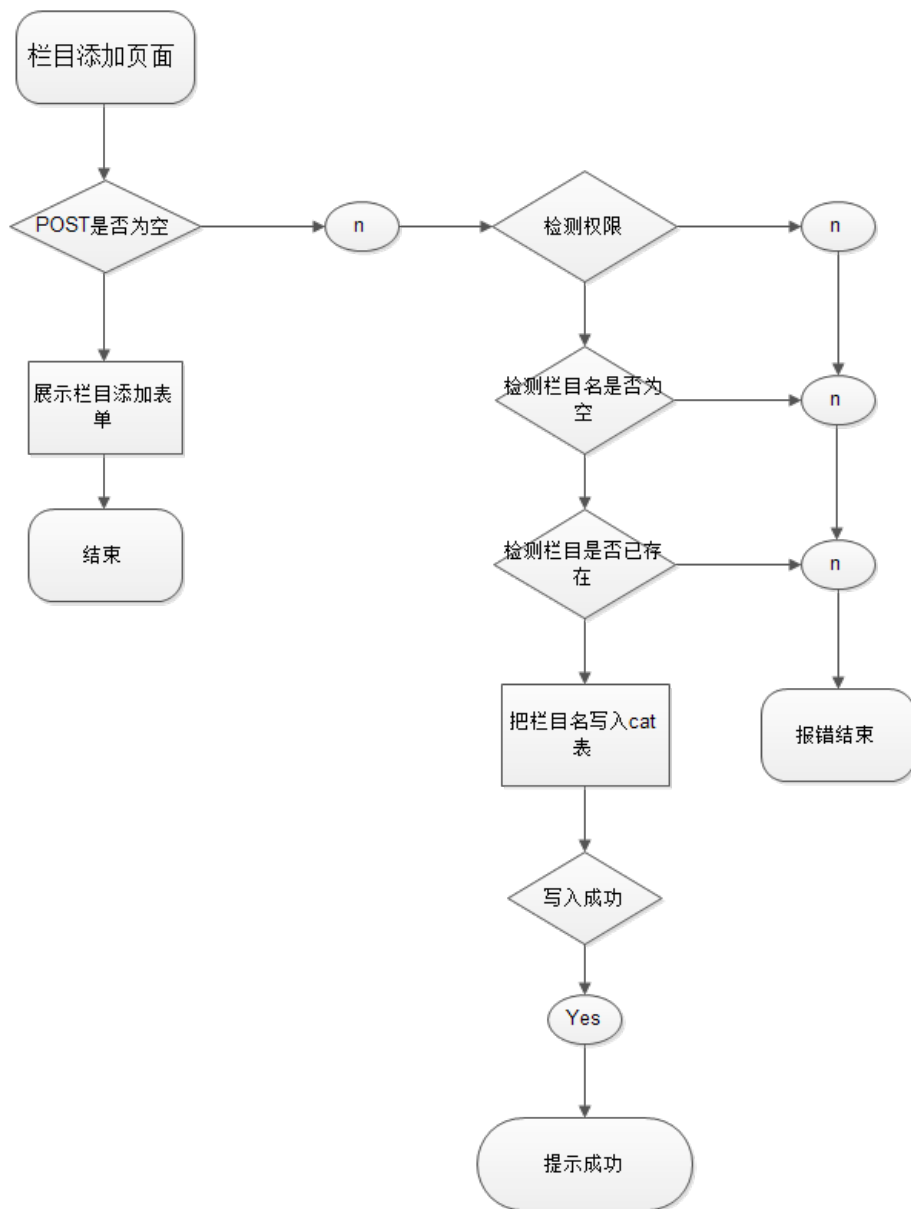 栏目添加页面
POST是否为空
n
检测权限
n
检测栏目名是否为
空
n
展示栏目添加表
单
结束
检测栏目是否已存
在
n
把栏目名写入cat
表
报错结束
写入成功
Yes
提示成功